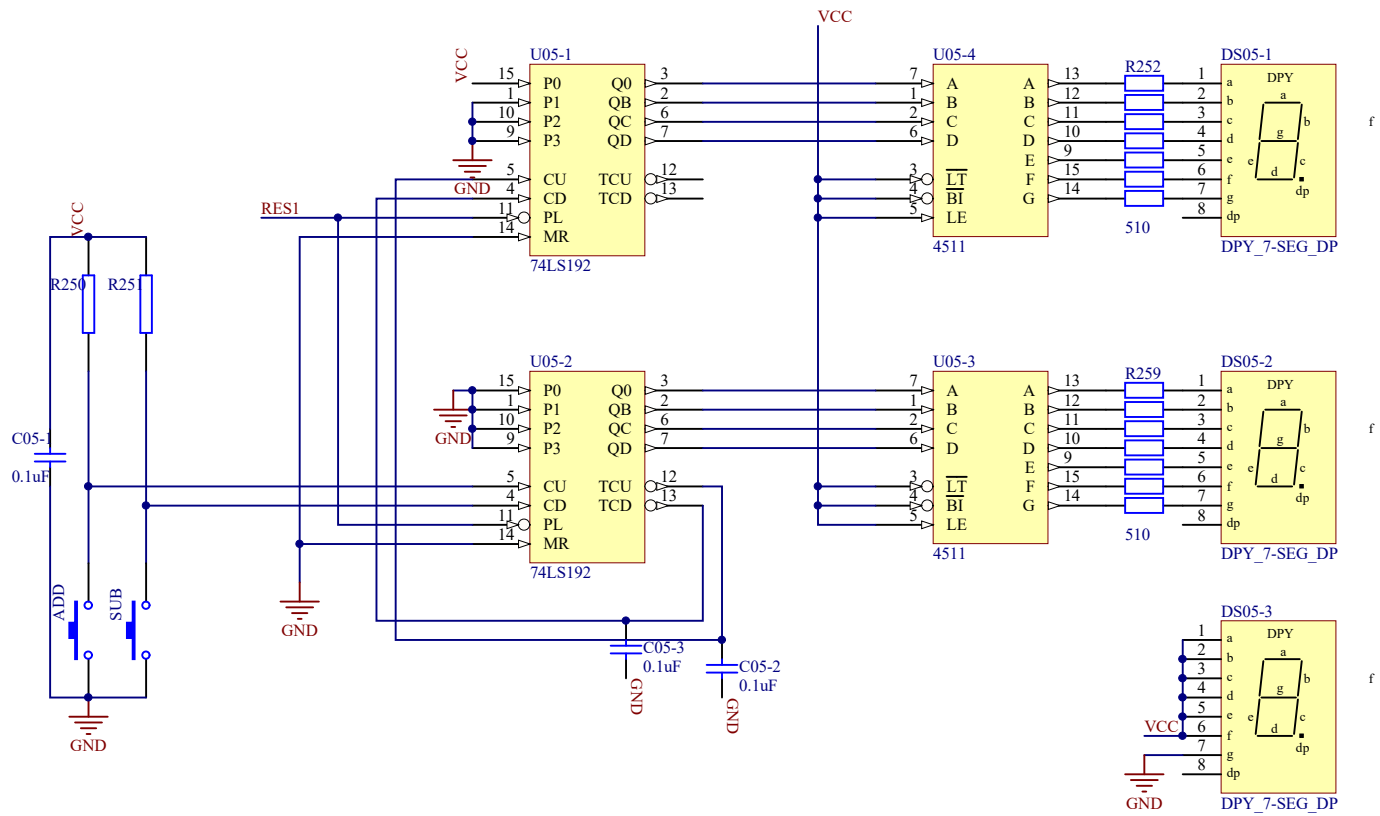 VCC
U05-1
VCC
15 P0 Q0 3
1 P1 QB 2
10 P2 QC 6
9 P3 QD 7
GND
5 CU TCU 12
4 CD TCD 13
RES1
11 PL
14 MR
74LS192
U05-4
7 A A 13
1 B B 12
2 C C 11
6 D D 10
E 9
3 LT F 15
4 BI G 14
5 LE
4511
R252
510
DS05-1
DPY
1 a
2 b
3 c
4 d
5 e
6 f
7 g
8 dp
a
b
g
e
c
d
dp
f
DPY_7-SEG_DP
VCC
R250
R251
C05-1
0.1uF
ADD
SUB
GND
U05-2
15 P0 Q0 3
1 P1 QB 2
10 P2 QC 6
9 P3 QD 7
GND
5 CU TCU 12
4 CD TCD 13
11 PL
14 MR
74LS192
GND
U05-3
7 A A 13
1 B B 12
2 C C 11
6 D D 10
E 9
3 LT F 15
4 BI G 14
5 LE
4511
R259
510
DS05-2
DPY
1 a
2 b
3 c
4 d
5 e
6 f
7 g
8 dp
a
b
g
e
c
d
dp
f
DPY_7-SEG_DP
C05-3
0.1uF
GND
C05-2
0.1uF
GND
DS05-3
DPY
1 a
2 b
3 c
4 d
5 e
VCC
6 f
7 g
8 dp
a
b
g
e
c
d
dp
f
GND
DPY_7-SEG_DP